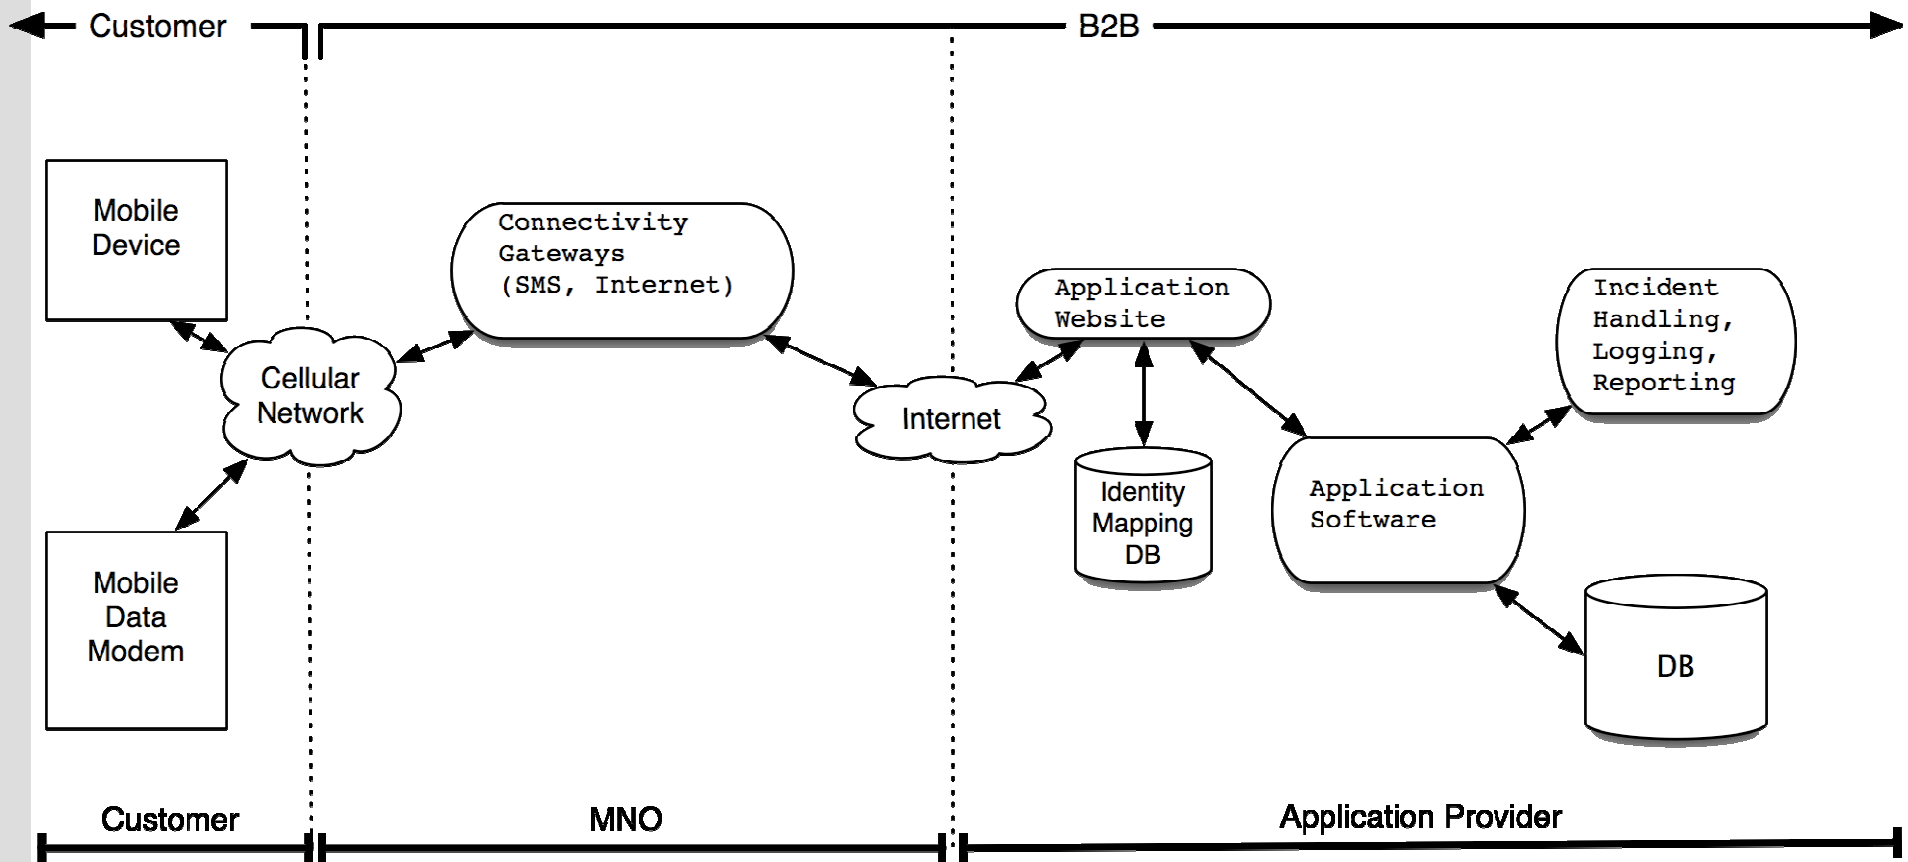 Customer
B2B
Mobile
Device
Connectivity
Gateways
(SMS, Internet)
Application
Website
Incident
Handling,
Logging,
Reporting
Cellular
Network
Internet
Identity
Mapping
DB
Application
Software
Mobile
Data
Modem
DB
Customer
MNO
Application Provider